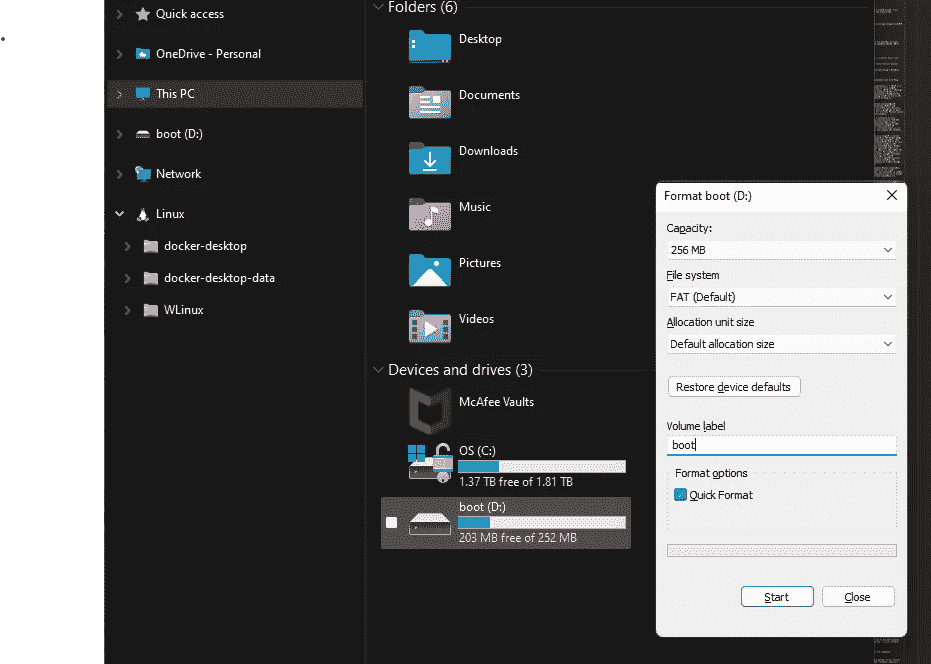 Quick access
OneDrive - Personal
This PC
boot (D:)
Network
Linux
docker-desktop
docker-desktop-data
WLinux
Folders (6)
Desktop
Documents
Downloads
Music
Pictures
Videos
Devices and drives (3)
McAfee Vaults
OS (C:)
1.37 TB free of 1.81 TB
boot (D:)
203 MB free of 252 MB
Format boot (D:)
Capacity:
256 MB
File system
FAT (Default)
Allocation unit size
Default allocation size
Restore device defaults
Volume label
boot
Format options
Quick Format
Start
Close